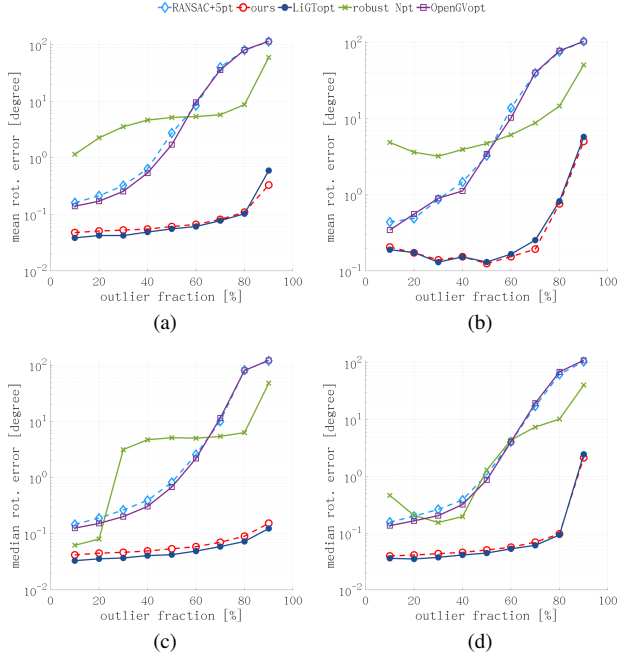 RANSAC+5pt ours LiGTopt robust Npt OpenGVopt
mean rot. error [degree]
10^2
10^1
10^0
10^-1
10^-2
0 20 40 60 80 100
outlier fraction [%]
(a)
mean rot. error [degree]
10^2
10^1
10^0
10^-1
0 20 40 60 80 100
outlier fraction [%]
(b)
median rot. error [degree]
10^2
10^1
10^0
10^-1
10^-2
0 20 40 60 80 100
outlier fraction [%]
(c)
median rot. error [degree]
10^2
10^1
10^0
10^-1
10^-2
0 20 40 60 80 100
outlier fraction [%]
(d)